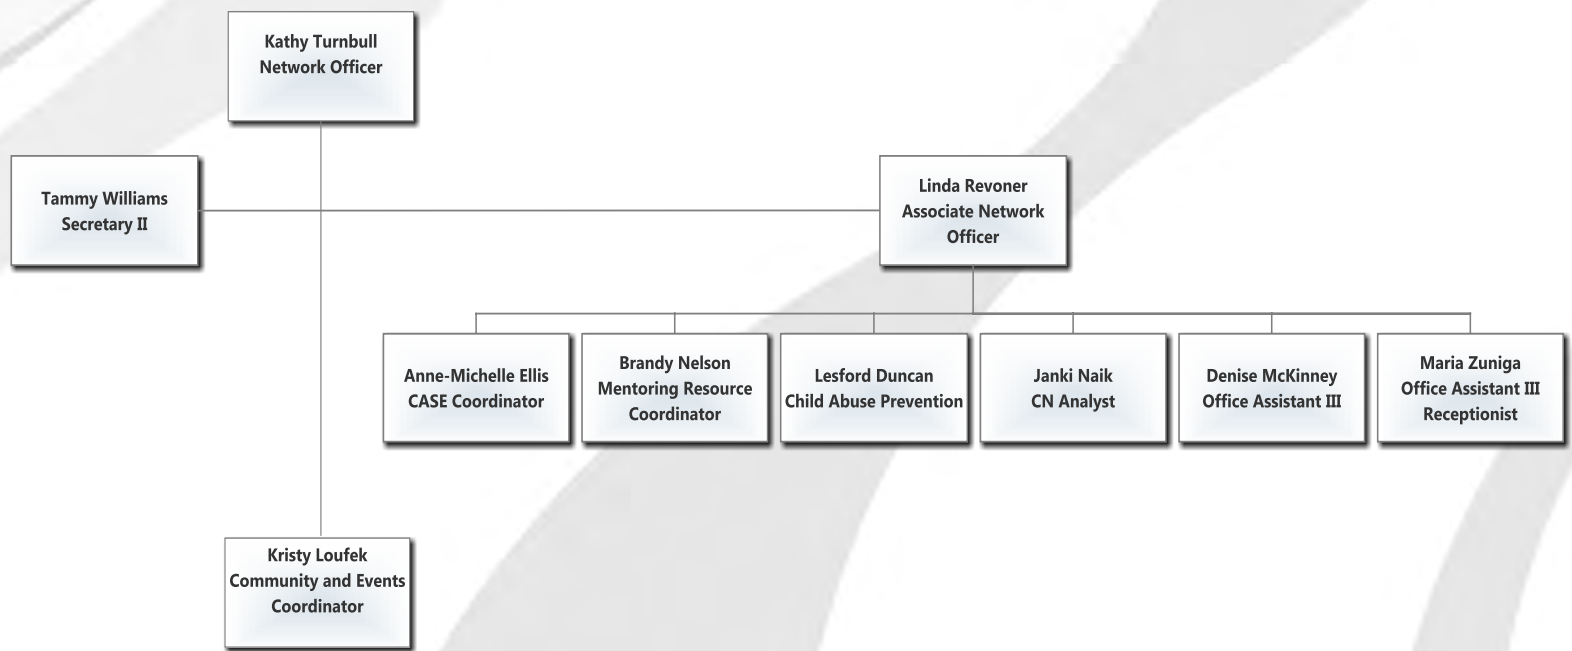 Kathy Turnbull
Network Officer
Tammy Williams
Secretary II
Linda Revoner
Associate Network
Officer
Anne-Michelle Ellis
CASE Coordinator
Brandy Nelson
Mentoring Resource
Coordinator
Lesford Duncan
Child Abuse Prevention
Janki Naik
CN Analyst
Denise McKinney
Office Assistant III
Maria Zuniga
Office Assistant III
Receptionist
Kristy Loufek
Community and Events
Coordinator